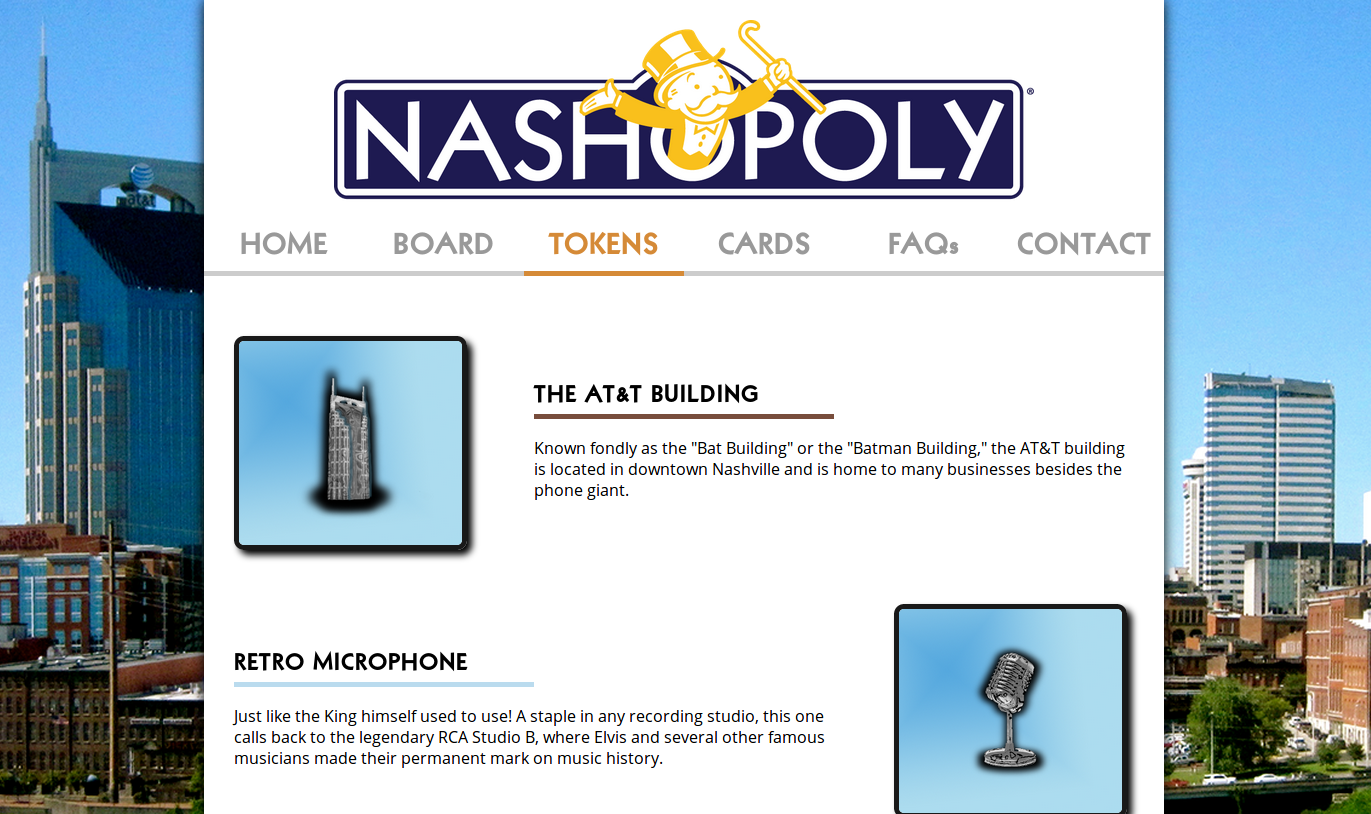 NASHOPOLY®
HOME BOARD TOKENS CARDS FAQs CONTACT
at&t
THE AT&T BUILDING
Known fondly as the "Bat Building" or the "Batman Building," the AT&T building
is located in downtown Nashville and is home to many businesses besides the
phone giant.
RETRO MICROPHONE
Just like the King himself used to use! A staple in any recording studio, this one
calls back to the legendary RCA Studio B, where Elvis and several other famous
musicians made their permanent mark on music history.